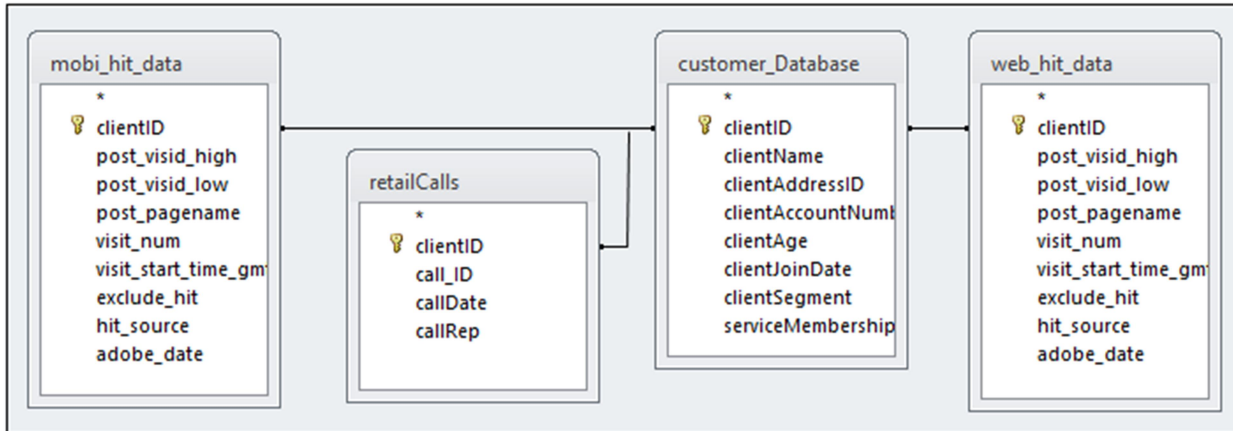 mobi_hit_data
*
clientID
post_visid_high
post_visid_low
post_pagename
visit_num
visit_start_time_gm
exclude_hit
hit_source
adobe_date
retailCalls
*
clientID
call_ID
callDate
callRep
customer_Database
*
clientID
clientName
clientAddressID
clientAccountNumb
clientAge
clientJoinDate
clientSegment
serviceMembership
web_hit_data
*
clientID
post_visid_high
post_visid_low
post_pagename
visit_num
visit_start_time_gm
exclude_hit
hit_source
adobe_date